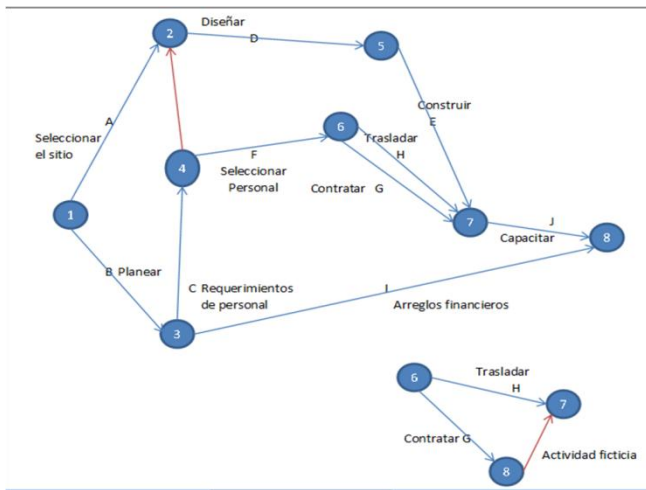 Diseñar
2
D
5
A
Construir
E
Seleccionar
el sitio
6
Trasladar
H
4
F
Seleccionar
Personal
Contratar G
1
7
J
Capacitar
8
B Planear
C Requerimientos
de personal
I
Arreglos financieros
3
6
Trasladar
H
7
Contratar G
8
Actividad ficticia